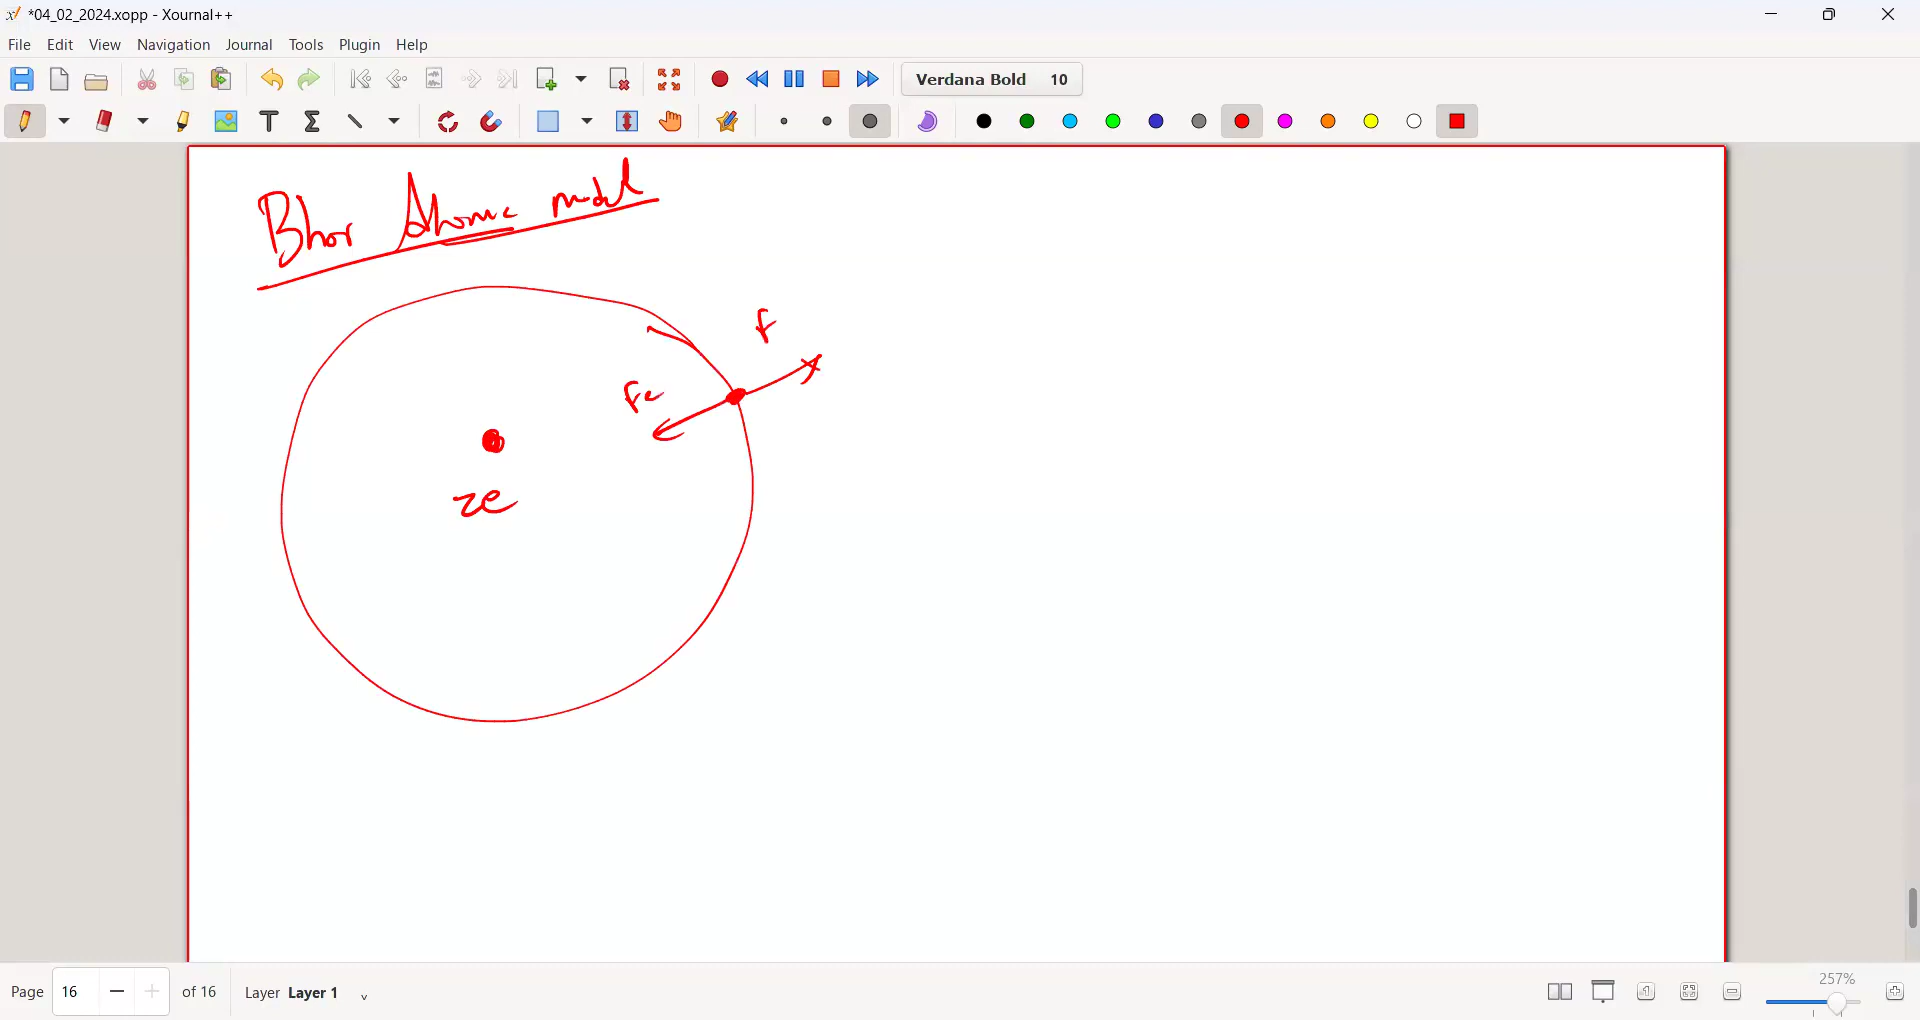 *04_02_2024.xopp - Xournal++
File Edit View Navigation Journal Tools Plugin Help
Verdana Bold 10
Bhor Atomic model
F
Fe
ze
Page 16 of 16 Layer Layer 1
257%